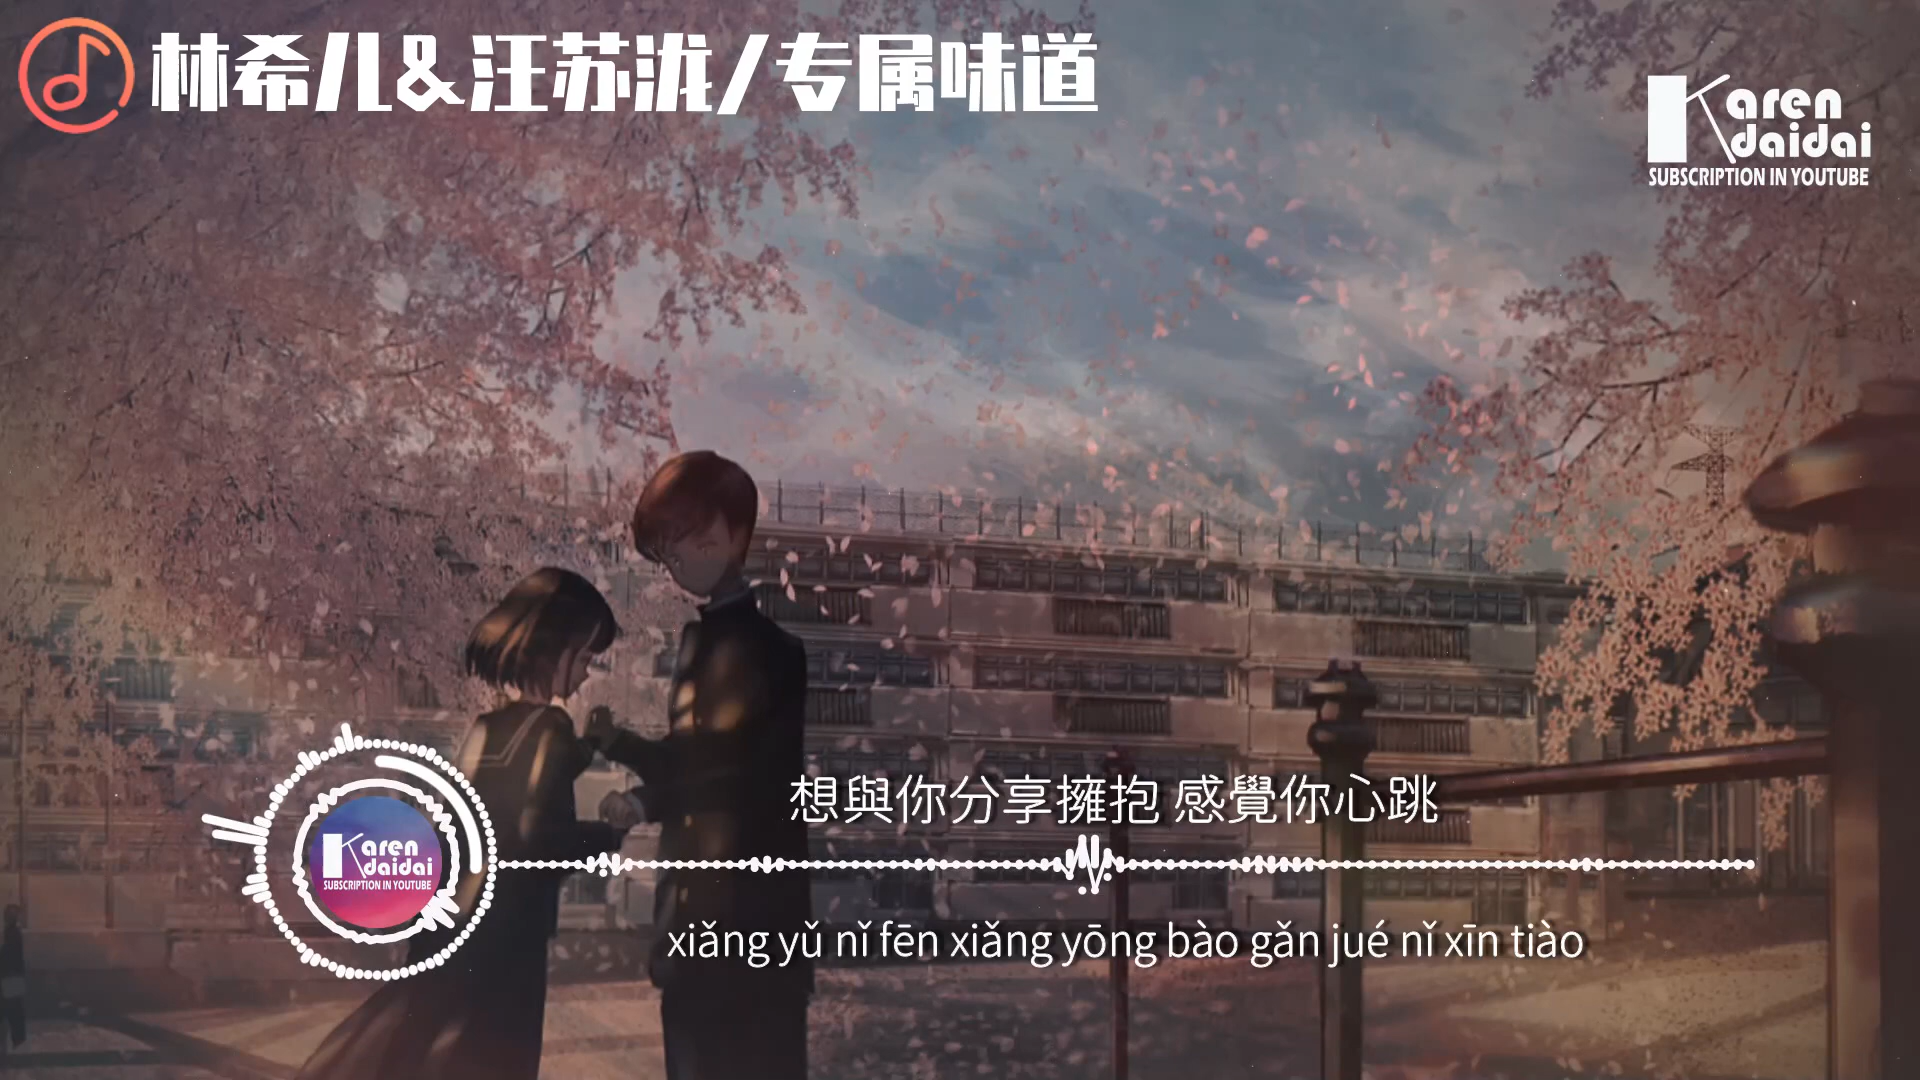 林希儿&汪苏泷/专属味道
Karen
daidai
SUBSCRIPTION IN YOUTUBE
想與你分享擁抱 感覺你心跳
Karen
daidai
SUBSCRIPTION IN YOUTUBE
xiǎng yǔ nǐ fēn xiǎng yōng bào gǎn jué nǐ xīn tiào